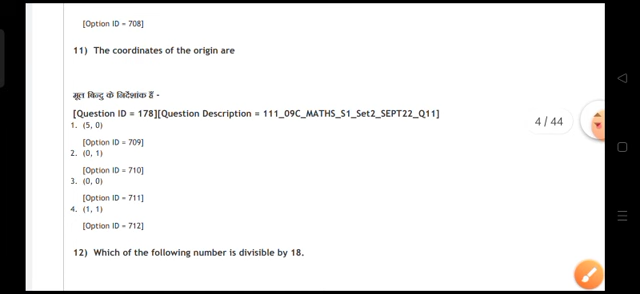 [Option ID = 708]
11) The coordinates of the origin are
मूल बिन्दु के निर्देशांक हैं -
[Question ID = 178][Question Description = 111_09C_MATHS_S1_Set2_SEPT22_Q11]
1. (5, 0)
[Option ID = 709]
2. (0, 1)
[Option ID = 710]
3. (0, 0)
[Option ID = 711]
4. (1, 1)
[Option ID = 712]
12) Which of the following number is divisible by 18.
4 / 44